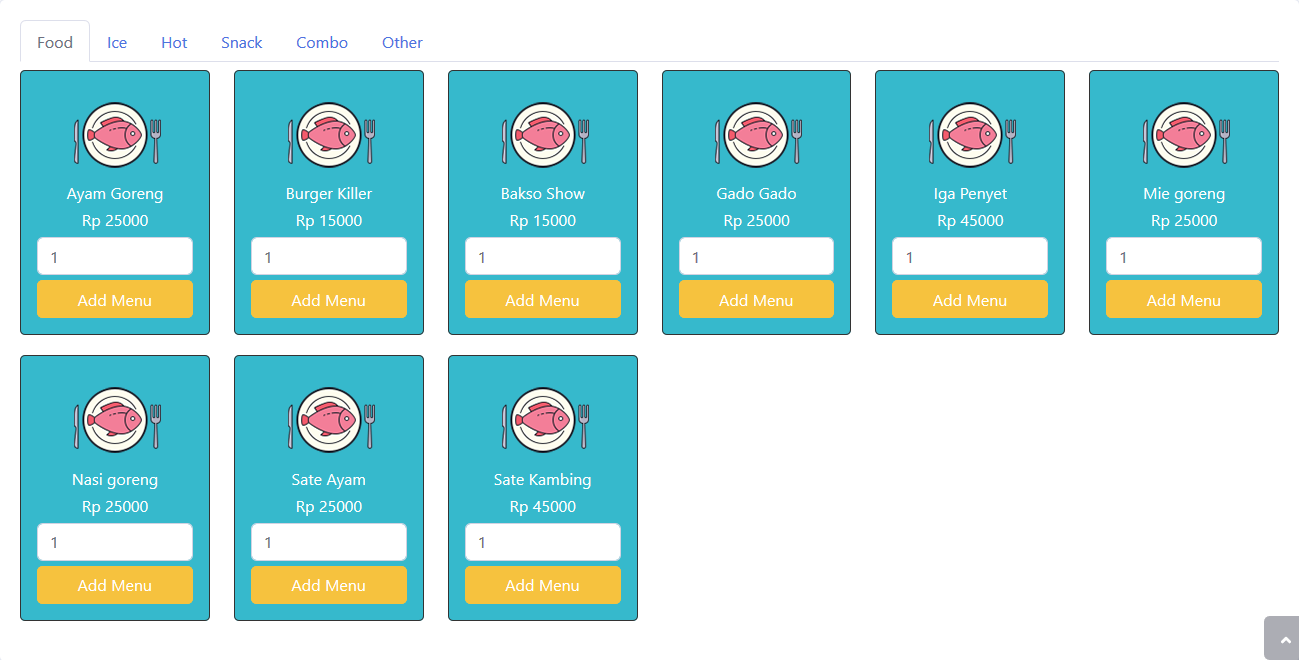 Food Ice Hot Snack Combo Other
Ayam Goreng
Rp 25000
1
Add Menu
Burger Killer
Rp 15000
1
Add Menu
Bakso Show
Rp 15000
1
Add Menu
Gado Gado
Rp 25000
1
Add Menu
Iga Penyet
Rp 45000
1
Add Menu
Mie goreng
Rp 25000
1
Add Menu
Nasi goreng
Rp 25000
1
Add Menu
Sate Ayam
Rp 25000
1
Add Menu
Sate Kambing
Rp 45000
1
Add Menu